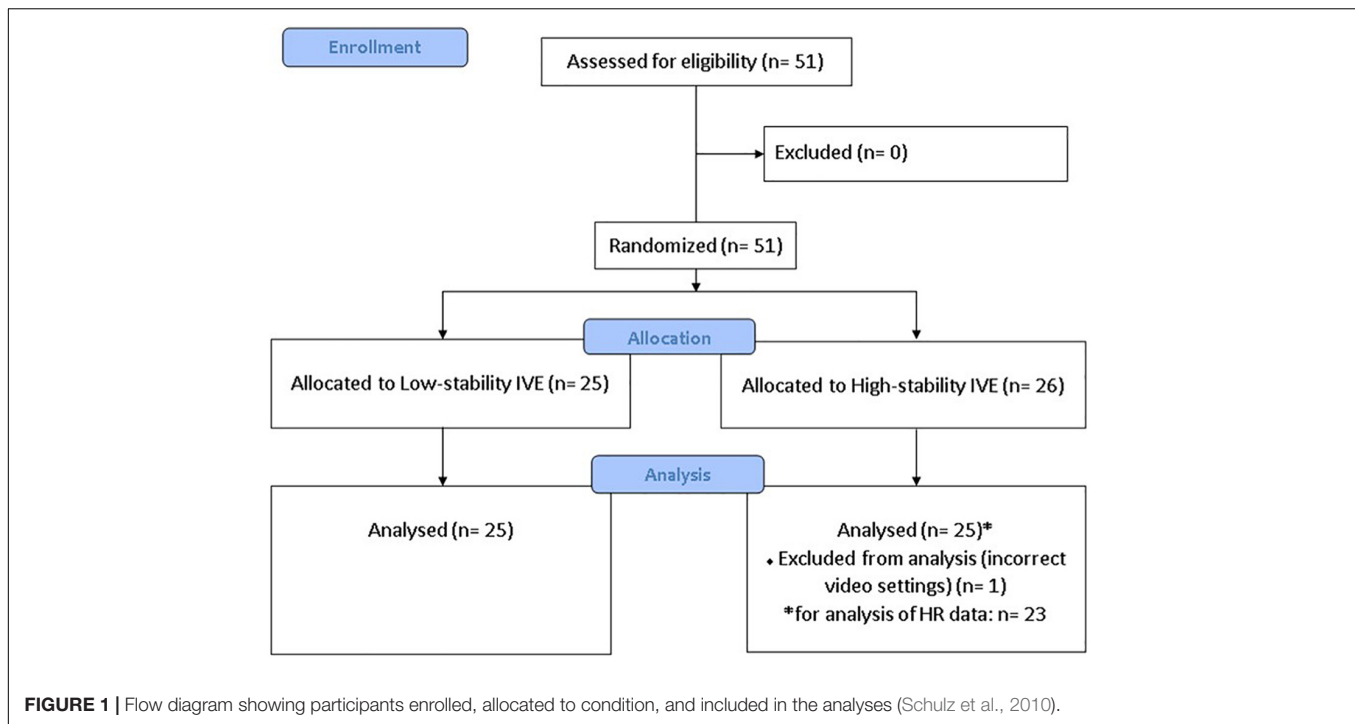 Enrollment
Assessed for eligibility (n= 51)
Excluded (n= 0)
Randomized (n= 51)
Allocation
Allocated to Low-stability IVE (n= 25)
Allocated to High-stability IVE (n= 26)
Analysis
Analysed (n= 25)
Analysed (n= 25)*
⬩ Excluded from analysis (incorrect
video settings) (n= 1)
*for analysis of HR data: n= 23
FIGURE 1 | Flow diagram showing participants enrolled, allocated to condition, and included in the analyses (Schulz et al., 2010).